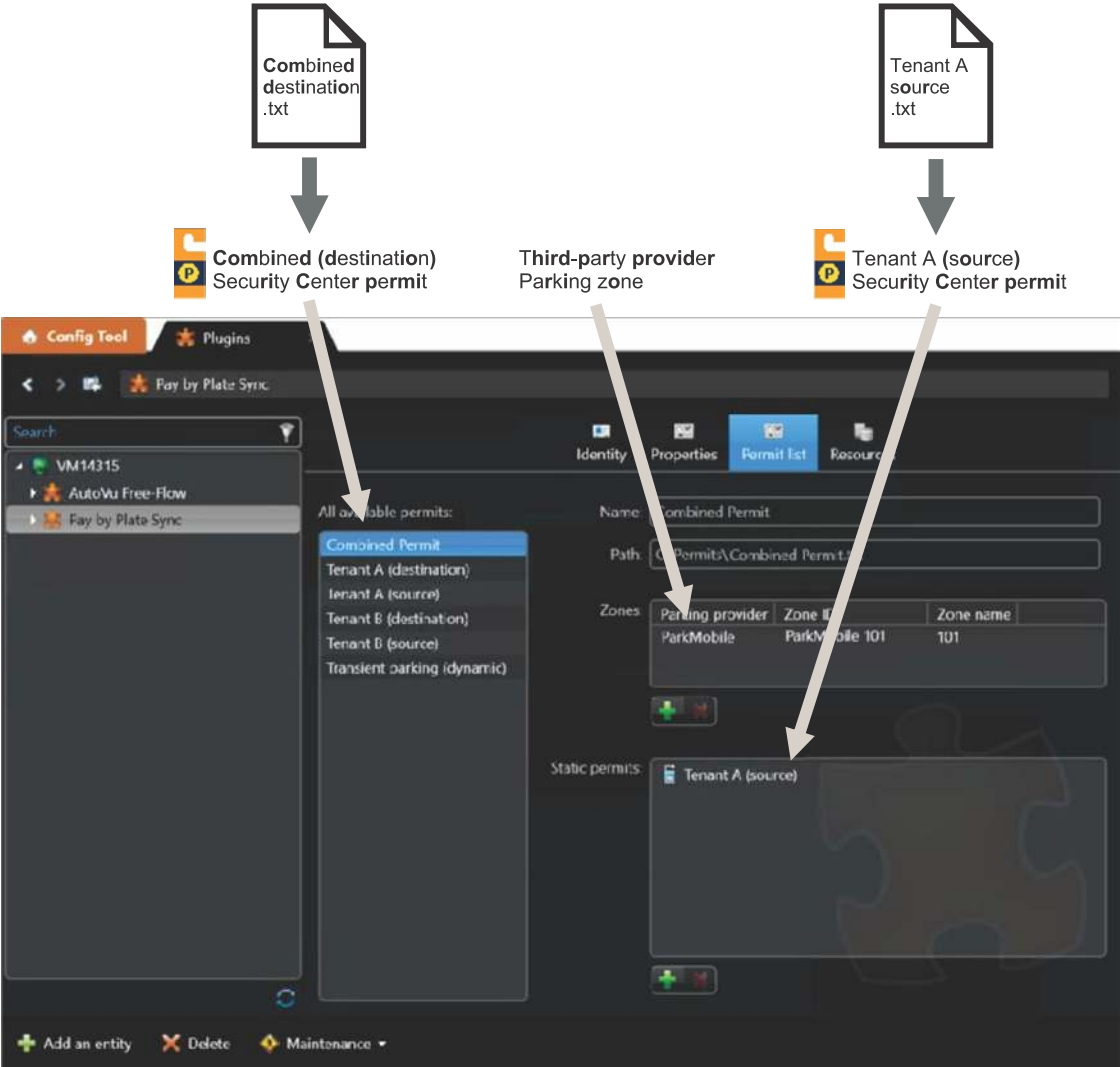 Combined
destination
.txt
Tenant A
source
.txt
Combined (destination)
Security Center permit
Third-party provider
Parking zone
Tenant A (source)
Security Center permit
Config Tool
Plugins
Pay by Plate Sync
Search
VM14315
AutoVu Free-Flow
Pay by Plate Sync
Identity
Properties
Permit list
Resources
All available permits:
Combined Permit
Tenant A (destination)
Tenant A (source)
Tenant B (destination)
Tenant B (source)
Transient parking (dynamic)
Name: Combined Permit
Path: C:\Permits\Combined Permit
Zones: Parking provider Zone ID Zone name
ParkMobile ParkMobile 101 101
Static permits: Tenant A (source)
Add an entity Delete Maintenance